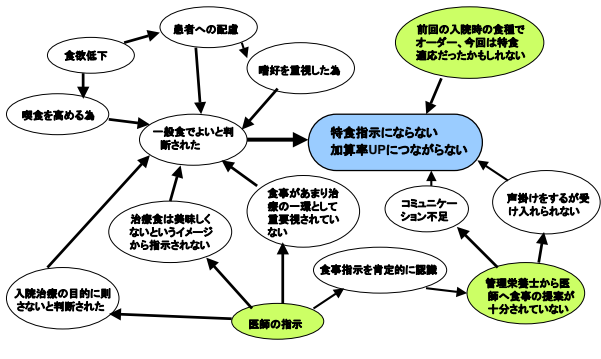 患者への配慮
食欲低下
嗜好を重視した為
前回の入院時の食種で
オーダー、今回は特食
適応だったかもしれない
喫食を高める為
一般食でよいと判
断された
特食指示にならない
加算率UPにつながらない
治療食は美味しく
ないというイメージ
から指示されない
食事があまり治
療の一環として
重要視されてい
ない
コミュニケー
ション不足
声掛けをするが受
け入れられない
入院治療の目的に則
さないと判断された
食事指示を肯定的に認識
管理栄養士から医
師へ食事の提案が
十分されていない
医師の指示